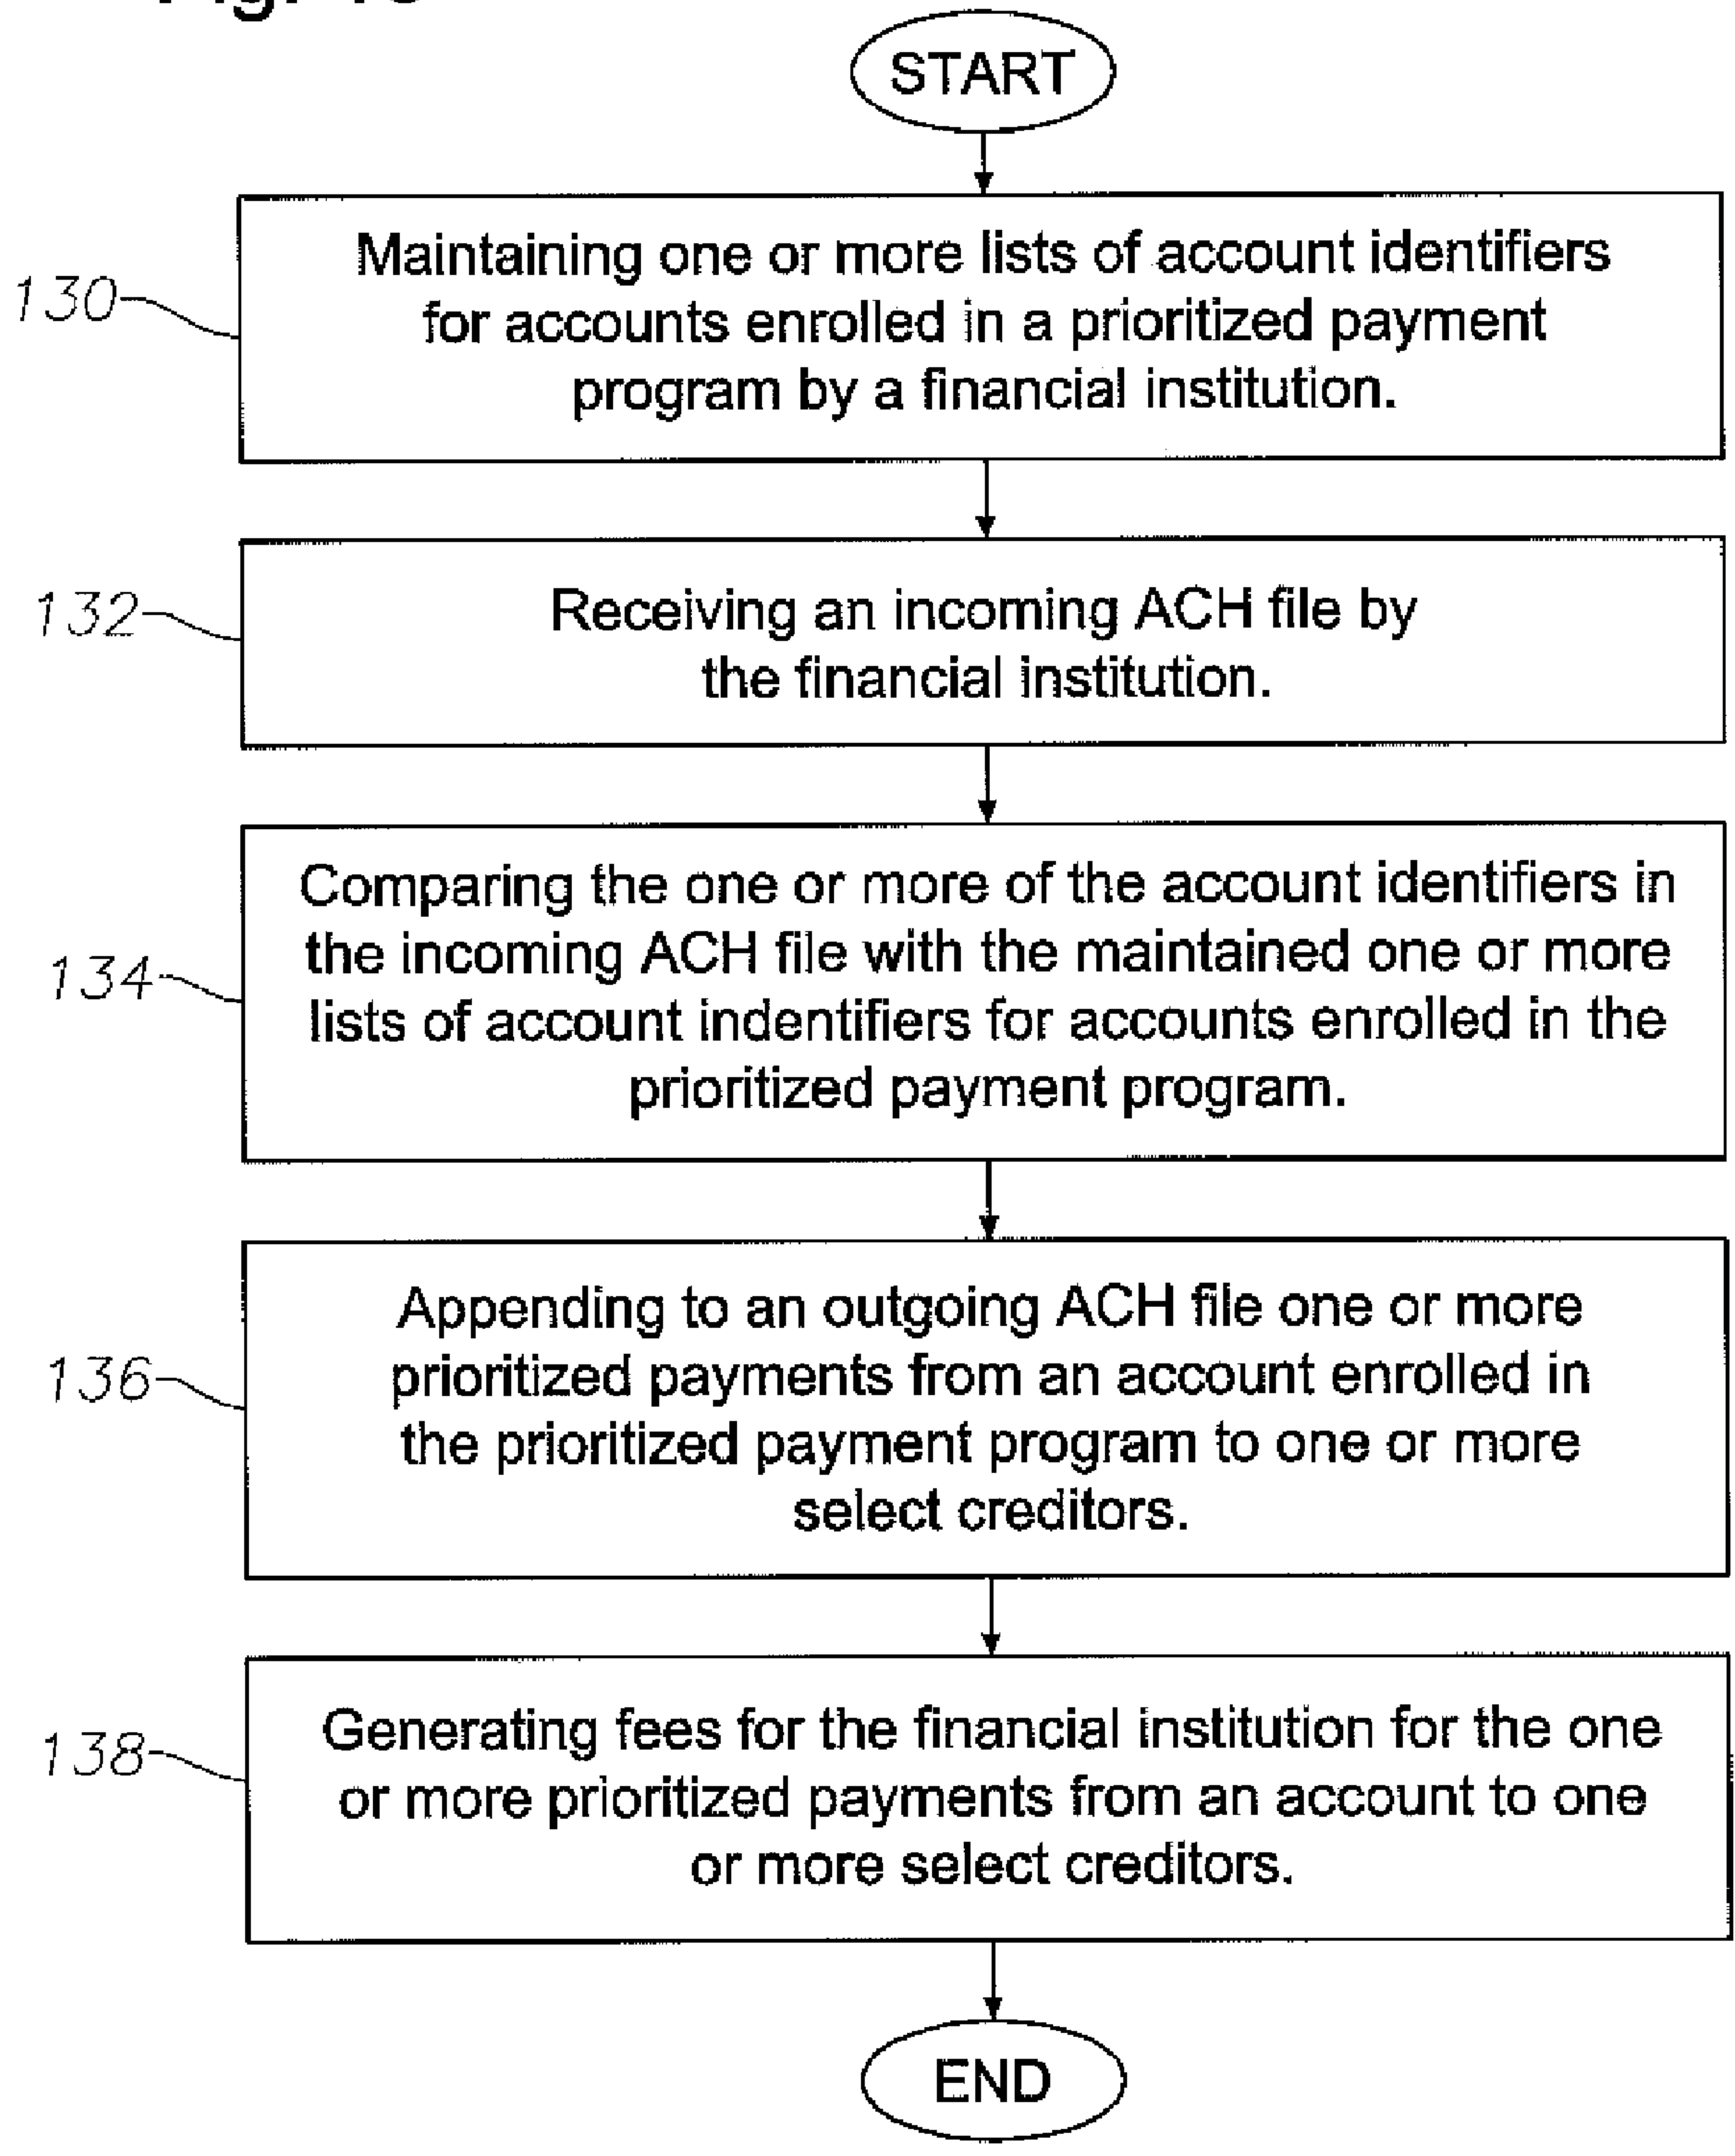 START
Maintaining one or more lists of account identifiers
for accounts enrolled in a prioritized payment
program by a financial institution.
130
Receiving an incoming ACH file by
the financial institution.
132
Comparing the one or more of the account identifiers in
the incoming ACH file with the maintained one or more
lists of account indentifiers for accounts enrolled in the
prioritized payment program.
134
Appending to an outgoing ACH file one or more
prioritized payments from an account enrolled in
the prioritized payment program to one or more
select creditors.
136
Generating fees for the financial institution for the one
or more prioritized payments from an account to one
or more select creditors.
138
END